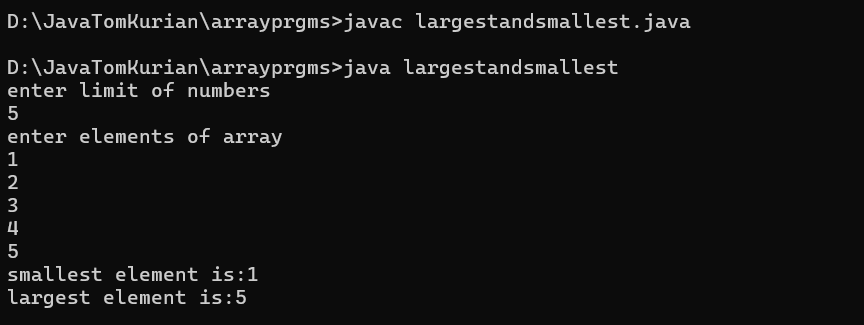 D:\JavaTomKurian\arrayprgms>javac largestandsmallest.java
D:\JavaTomKurian\arrayprgms>java largestandsmallest
enter limit of numbers
5
enter elements of array
1
2
3
4
5
smallest element is:1
largest element is:5